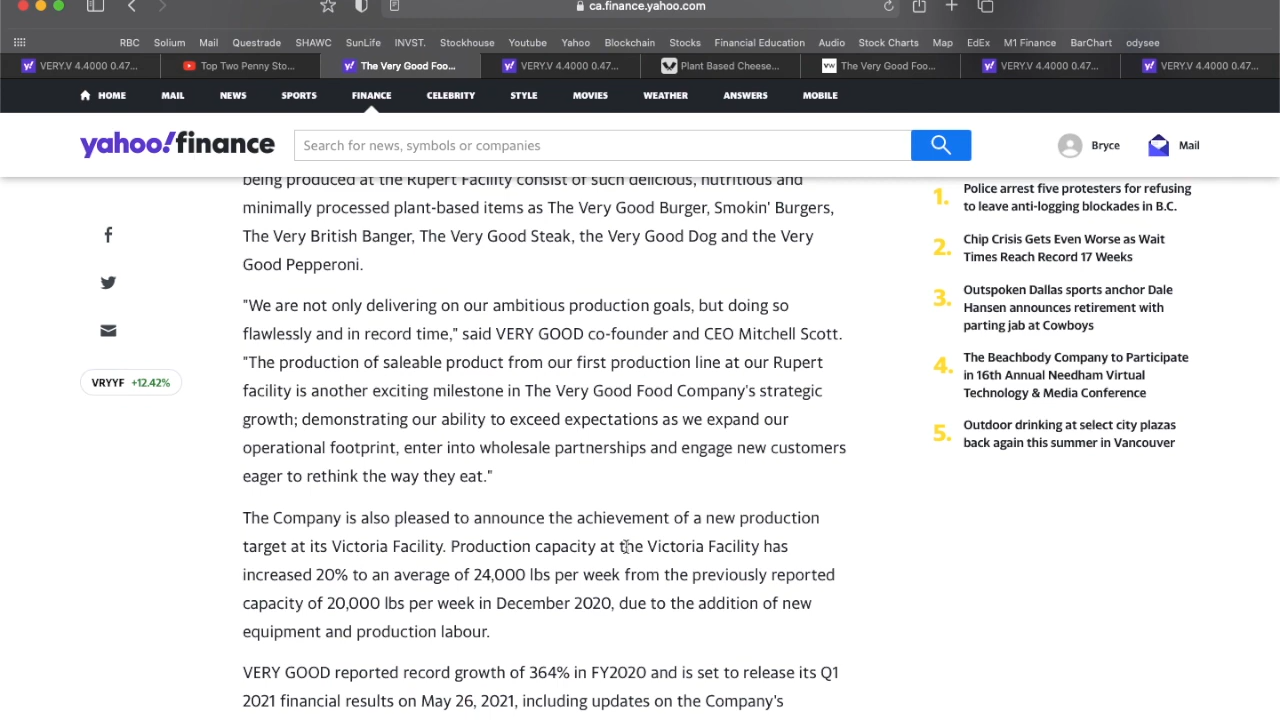 ca.finance.yahoo.com
RBC Solium Mail Questrade SHAWC SunLife INVST. Stockhouse Youtube Yahoo Blockchain Stocks Financial Education Audio Stock Charts Map EdEx M1 Finance BarChart odysee
VERY.V 4.4000 0.47... Top Two Penny Sto... The Very Good Foo... VERY.V 4.4000 0.47... Plant Based Cheese... The Very Good Foo... VERY.V 4.4000 0.47... VERY.V 4.4000 0.47...
HOME MAIL NEWS SPORTS FINANCE CELEBRITY STYLE MOVIES WEATHER ANSWERS MOBILE
yahoo!finance Search for news, symbols or companies Bryce Mail
being produced at the Rupert Facility consist of such delicious, nutritious and
minimally processed plant-based items as The Very Good Burger, Smokin' Burgers,
The Very British Banger, The Very Good Steak, the Very Good Dog and the Very
Good Pepperoni.
"We are not only delivering on our ambitious production goals, but doing so
flawlessly and in record time," said VERY GOOD co-founder and CEO Mitchell Scott.
"The production of saleable product from our first production line at our Rupert
facility is another exciting milestone in The Very Good Food Company's strategic
growth; demonstrating our ability to exceed expectations as we expand our
operational footprint, enter into wholesale partnerships and engage new customers
eager to rethink the way they eat."
The Company is also pleased to announce the achievement of a new production
target at its Victoria Facility. Production capacity at the Victoria Facility has
increased 20% to an average of 24,000 lbs per week from the previously reported
capacity of 20,000 lbs per week in December 2020, due to the addition of new
equipment and production labour.
VERY GOOD reported record growth of 364% in FY2020 and is set to release its Q1
2021 financial results on May 26, 2021, including updates on the Company's
VRYYF +12.42%
1. Police arrest five protesters for refusing
to leave anti-logging blockades in B.C.
2. Chip Crisis Gets Even Worse as Wait
Times Reach Record 17 Weeks
3. Outspoken Dallas sports anchor Dale
Hansen announces retirement with
parting jab at Cowboys
4. The Beachbody Company to Participate
in 16th Annual Needham Virtual
Technology & Media Conference
5. Outdoor drinking at select city plazas
back again this summer in Vancouver